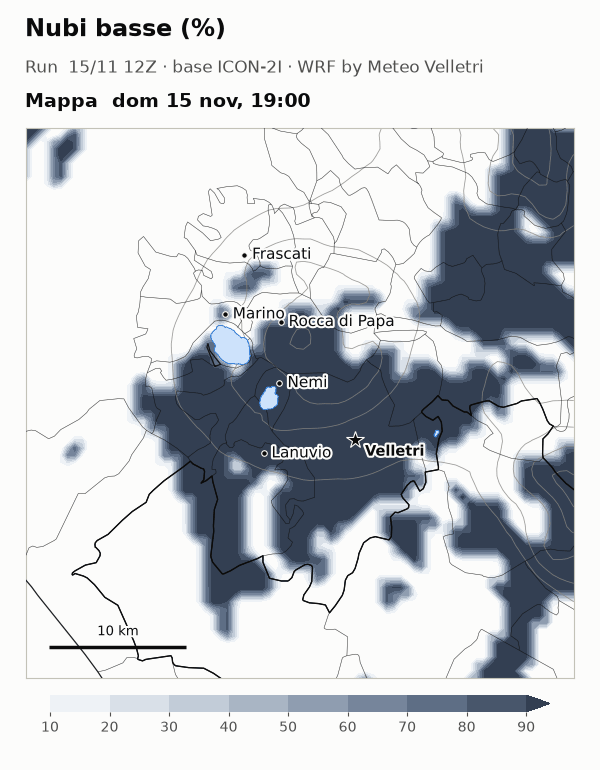 Nubi basse (%)
Run  15/11 12Z · base ICON-2I · WRF by Meteo Velletri
Mappa  dom 15 nov, 19:00
Frascati
Marino
Rocca di Papa
Nemi
Velletri
Lanuvio
10 km
10 20 30 40 50 60 70 80 90